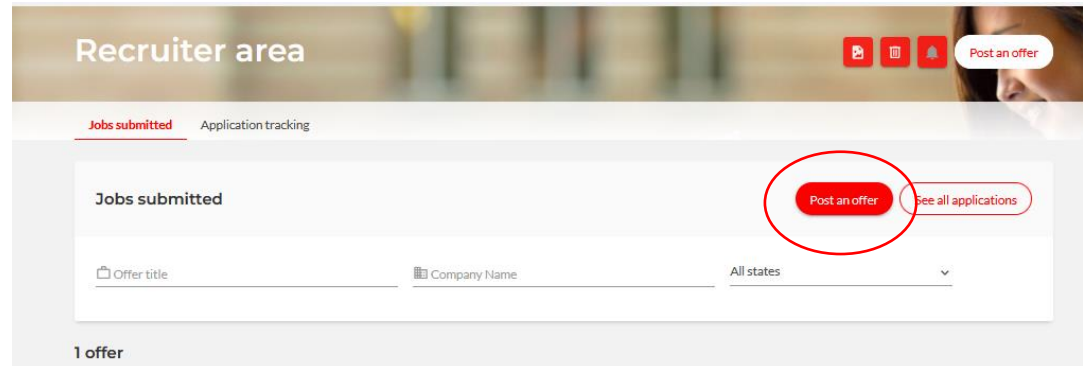 Recruiter area
Post an offer
Jobs submitted Application tracking
Jobs submitted
Post an offer See all applications
Offer title Company Name All states
1 offer